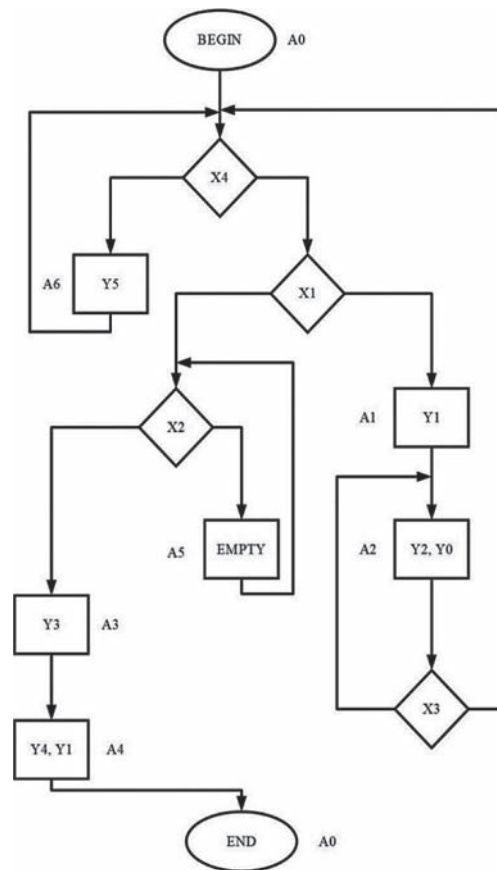 BEGIN A0
X4
A6 Y5
X1
A1 Y1
X2
A5 EMPTY
A2 Y2, Y0
Y3 A3
X3
Y4, Y1 A4
END A0